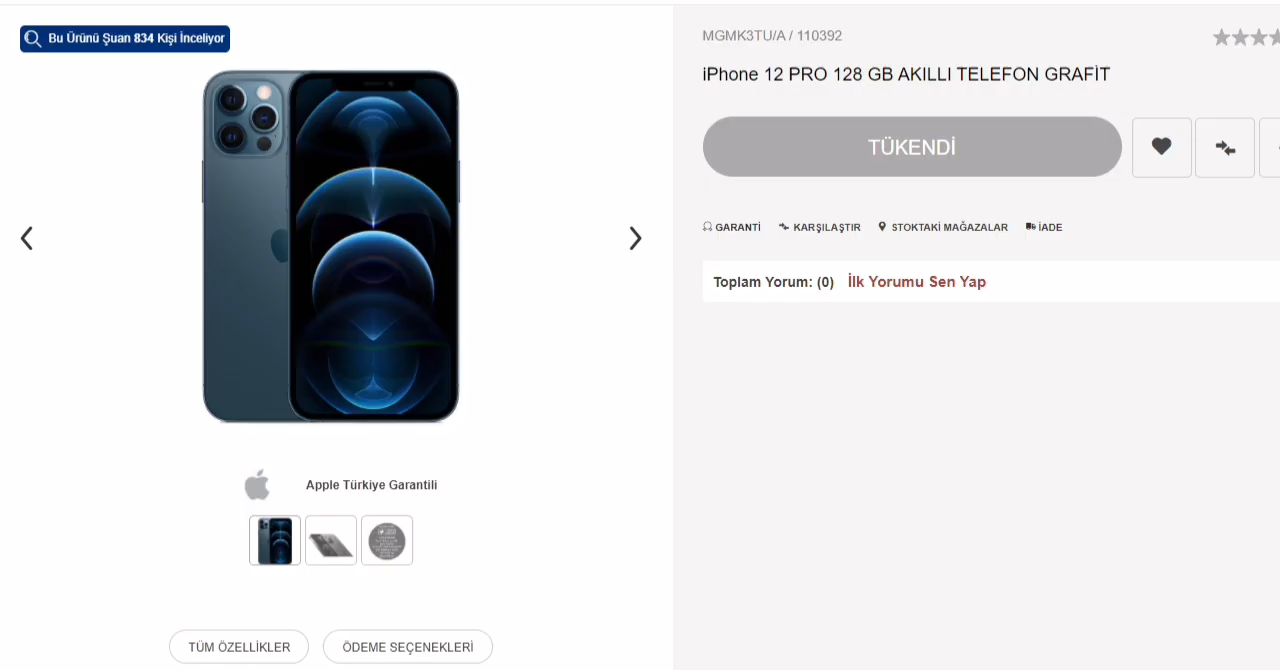 Bu Ürünü Şuan 834 Kişi İnceliyor
MGMK3TU/A / 110392
iPhone 12 PRO 128 GB AKILLI TELEFON GRAFİT
TÜKENDİ
GARANTİ
KARŞILAŞTIR
STOKTAKİ MAĞAZALAR
İADE
Toplam Yorum: (0) İlk Yorumu Sen Yap
Apple Türkiye Garantili
TÜM ÖZELLİKLER
ÖDEME SEÇENEKLERİ